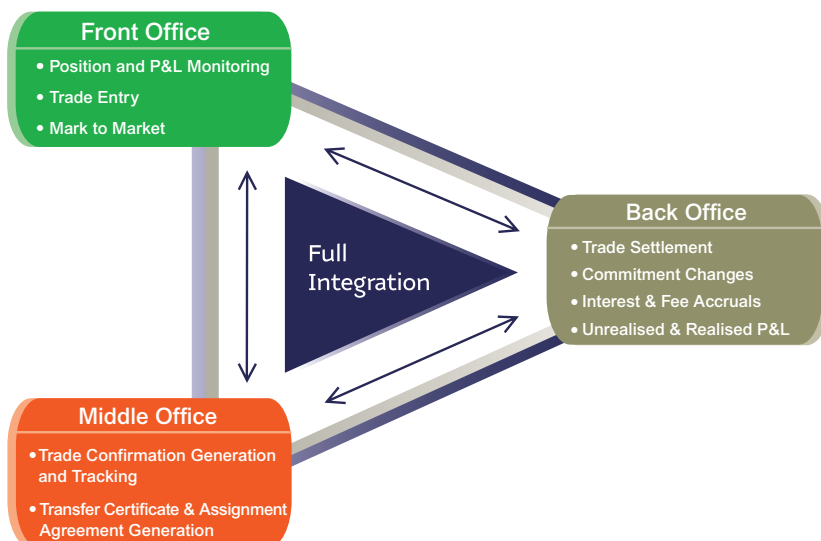 Front Office
• Position and P&L Monitoring
• Trade Entry
• Mark to Market
Full
Integration
Back Office
• Trade Settlement
• Commitment Changes
• Interest & Fee Accruals
• Unrealised & Realised P&L
Middle Office
• Trade Confirmation Generation
and Tracking
• Transfer Certificate & Assignment
Agreement Generation